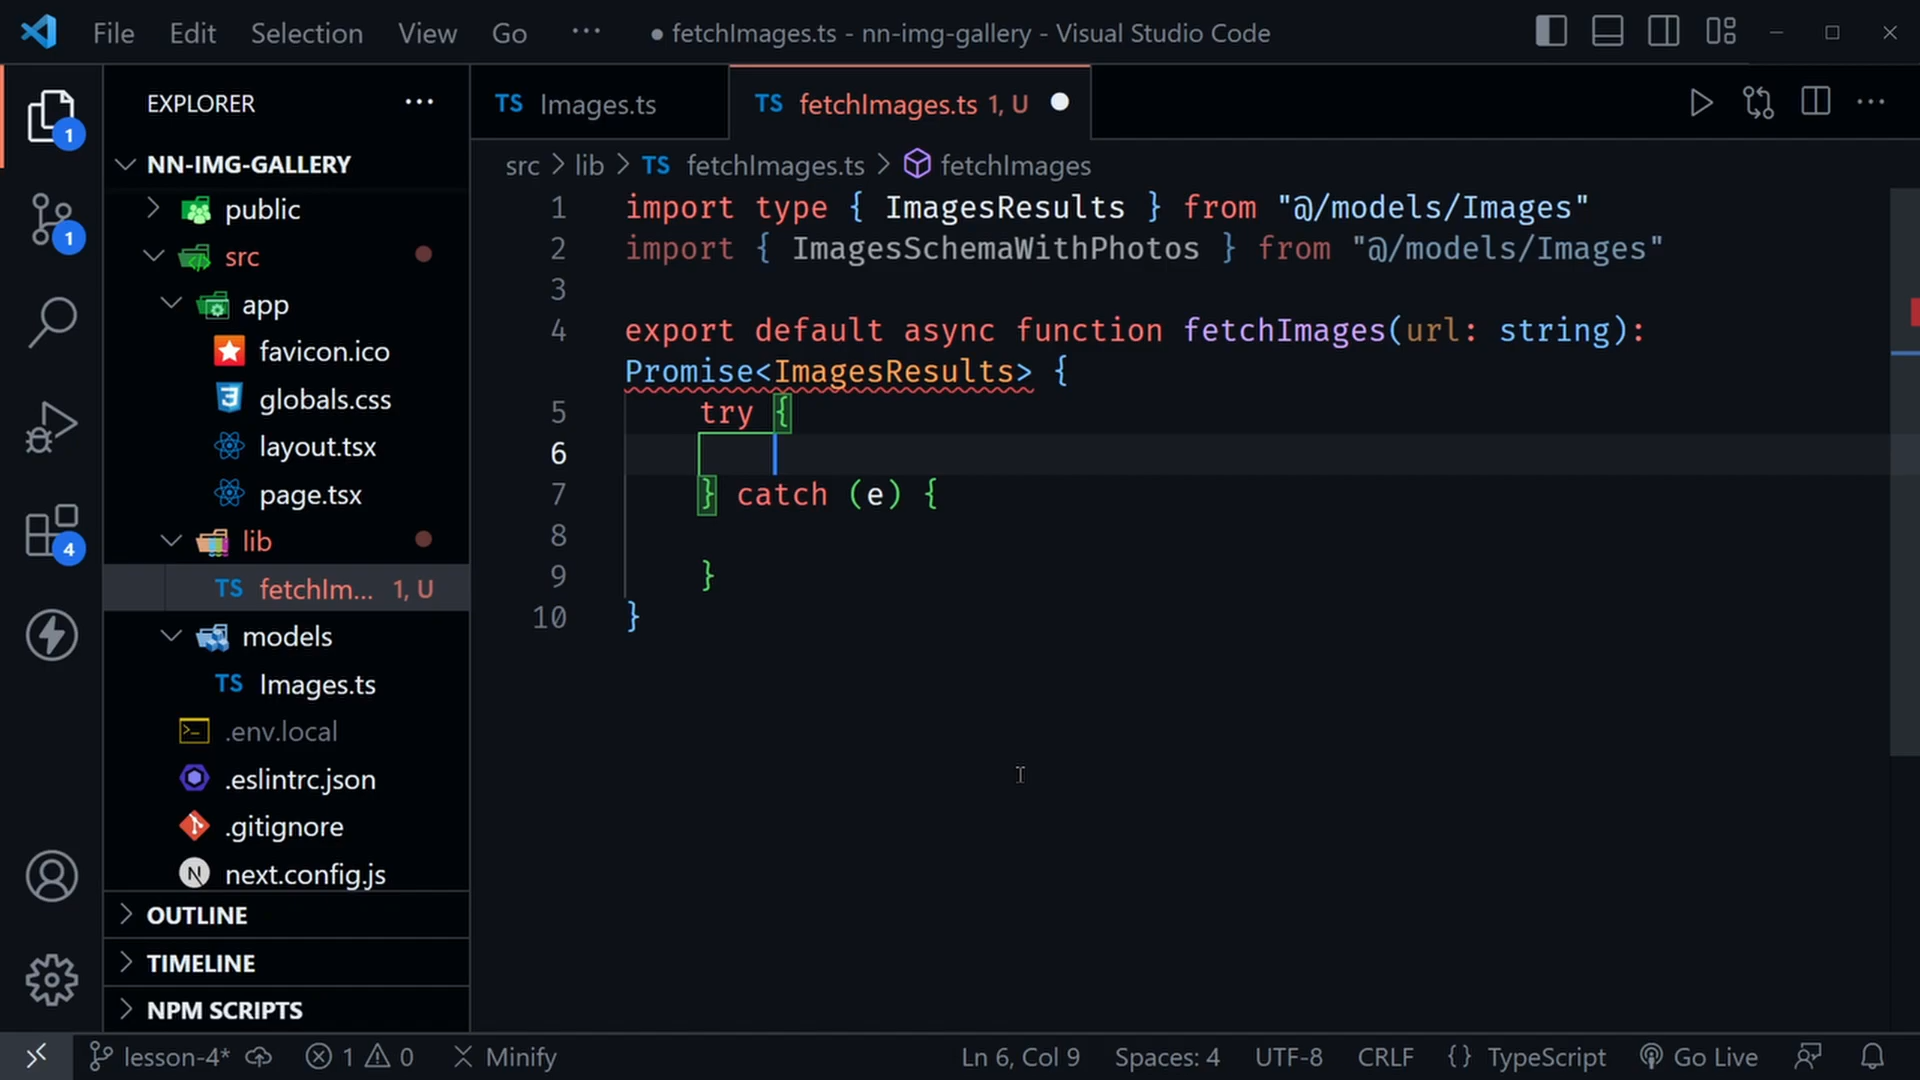 File Edit Selection View Go ··· ● fetchImages.ts - nn-img-gallery - Visual Studio Code
EXPLORER ···
TS Images.ts
TS fetchImages.ts 1, U ●
src > lib > TS fetchImages.ts > fetchImages
NN-IMG-GALLERY
public
src
app
favicon.ico
globals.css
layout.tsx
page.tsx
lib
TS fetchIm... 1, U
models
TS Images.ts
.env.local
.eslintrc.json
.gitignore
N next.config.js
OUTLINE
TIMELINE
NPM SCRIPTS
1
1
4
1 import type { ImagesResults } from "@/models/Images"
2 import { ImagesSchemaWithPhotos } from "@/models/Images"
3
4 export default async function fetchImages(url: string):
Promise<ImagesResults> {
5 try {
6
7 } catch (e) {
8
9 }
10 }
lesson-4* 1 0 Minify Ln 6, Col 9 Spaces: 4 UTF-8 CRLF {} TypeScript Go Live